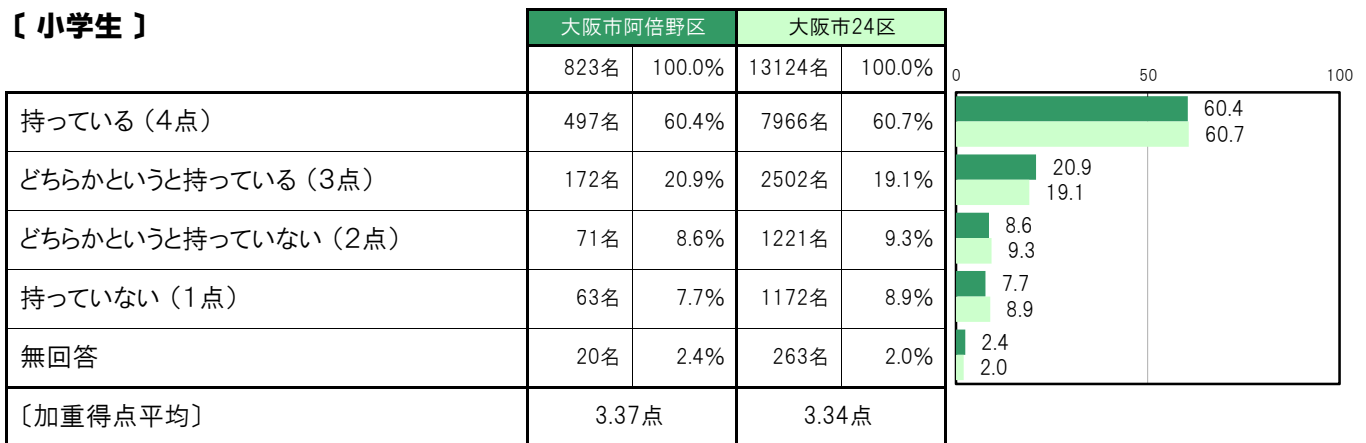 〔 小学生 〕
大阪市阿倍野区 大阪市24区
823名 100.0% 13124名 100.0%
0 50 100
持っている（4点） 497名 60.4% 7966名 60.7%
60.4
60.7
どちらかというと持っている（3点） 172名 20.9% 2502名 19.1%
20.9
19.1
どちらかというと持っていない（2点） 71名 8.6% 1221名 9.3%
8.6
9.3
持っていない（1点） 63名 7.7% 1172名 8.9%
7.7
8.9
無回答 20名 2.4% 263名 2.0%
2.4
2.0
〔加重得点平均〕 3.37点 3.34点